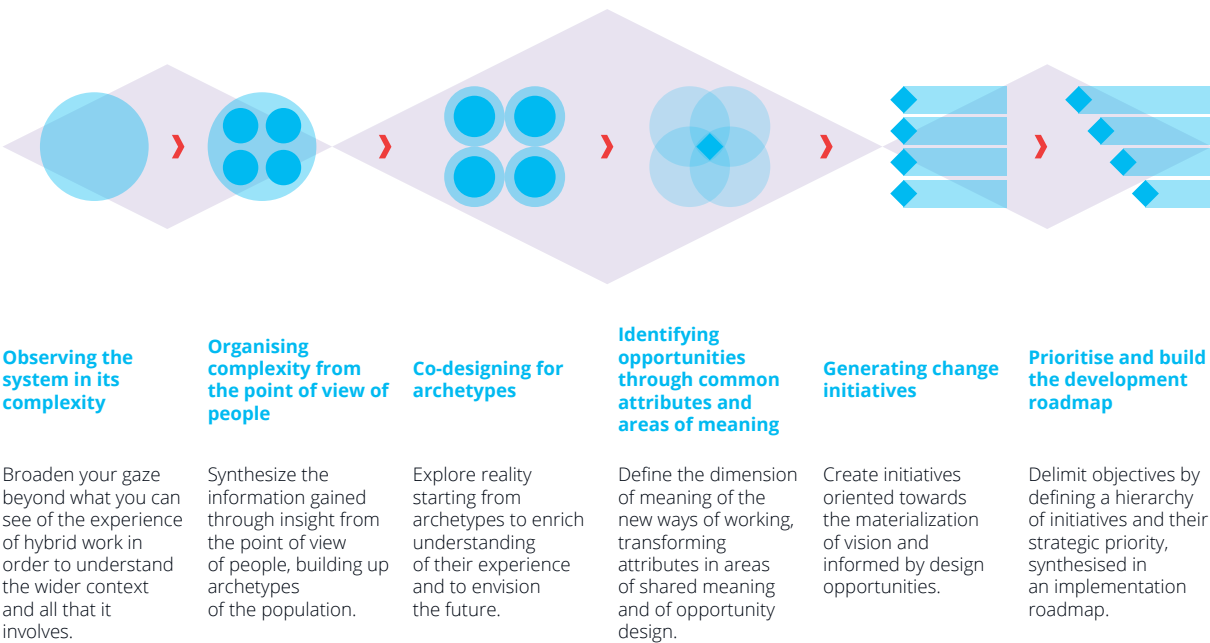 Observing the
system in its
complexity
Organising
complexity from
the point of view of
people
Co-designing for
archetypes
Identifying
opportunities
through common
attributes and
areas of meaning
Generating change
initiatives
Prioritise and build
the development
roadmap
Broaden your gaze
beyond what you can
see of the experience
of hybrid work in
order to understand
the wider context
and all that it
involves.
Synthesize the
information gained
through insight from
the point of view
of people, building up
archetypes
of the population.
Explore reality
starting from
archetypes to enrich
understanding
of their experience
and to envision
the future.
Define the dimension
of meaning of the
new ways of working,
transforming
attributes in areas
of shared meaning
and of opportunity
design.
Create initiatives
oriented towards
the materialization
of vision and
informed by design
opportunities.
Delimit objectives by
defining a hierarchy
of initiatives and their
strategic priority,
synthesised in
an implementation
roadmap.